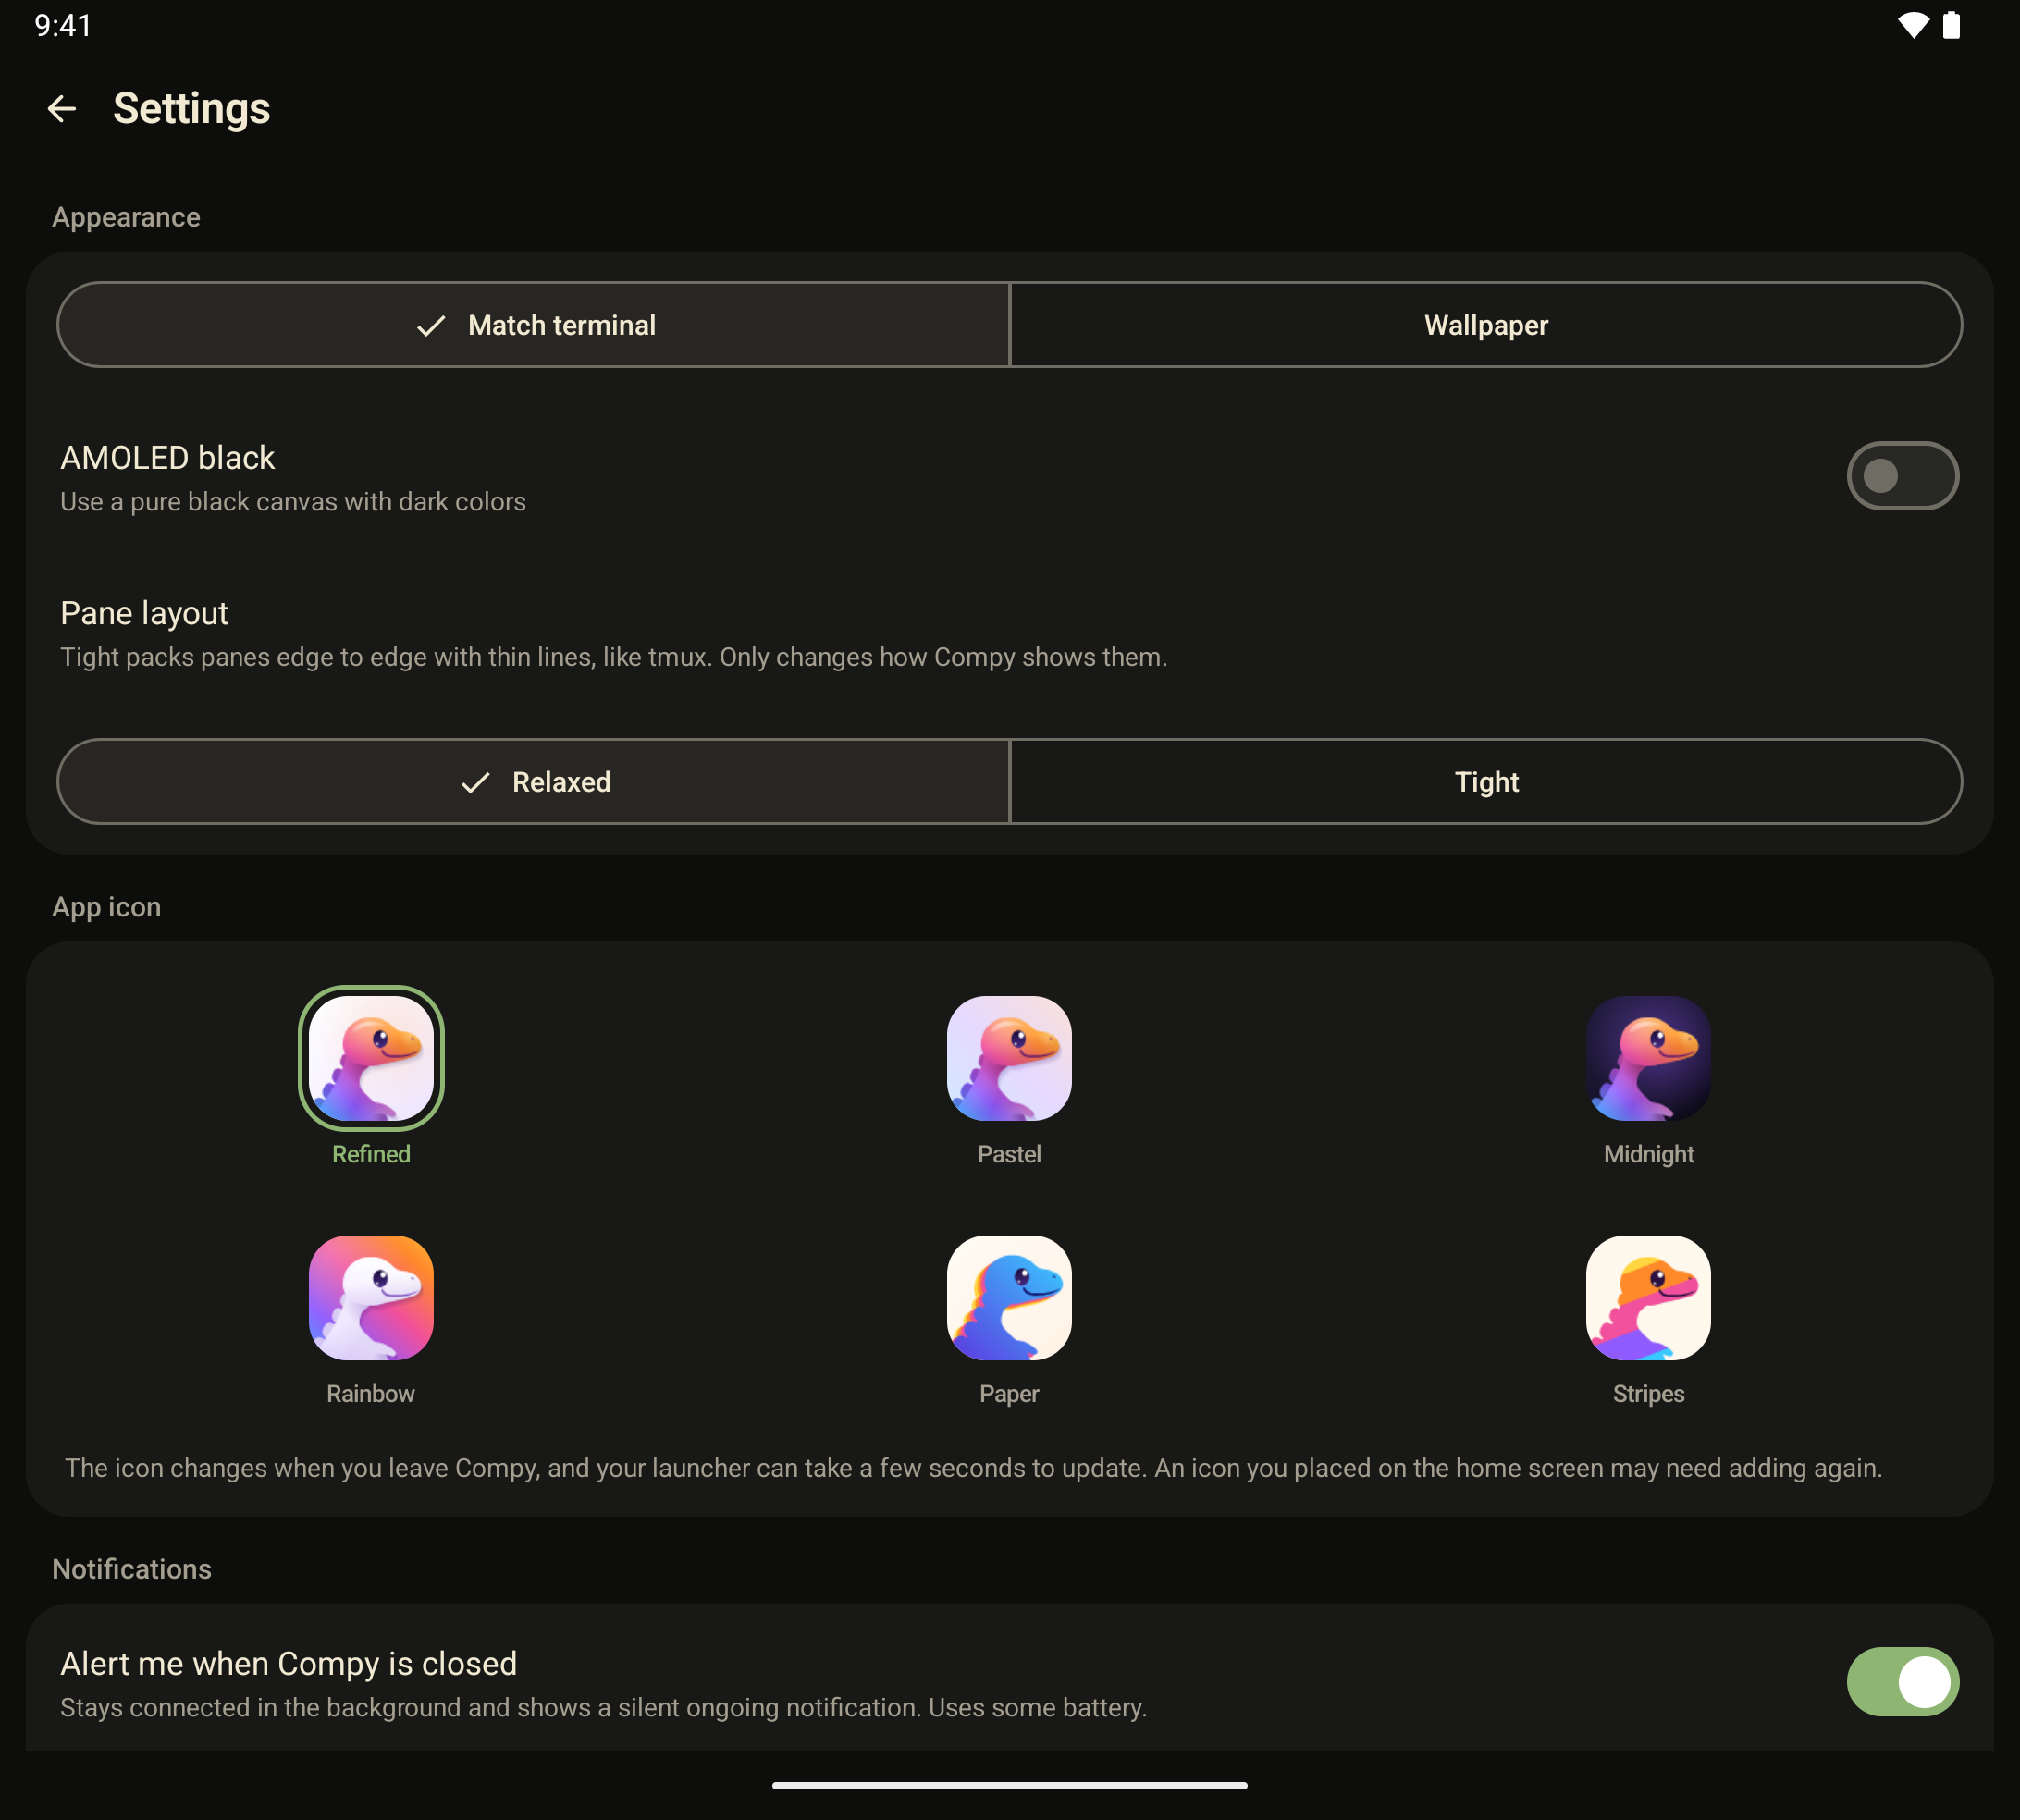 9:41
Settings
Appearance
Match terminal
Wallpaper
AMOLED black
Use a pure black canvas with dark colors
Pane layout
Tight packs panes edge to edge with thin lines, like tmux. Only changes how Compy shows them.
Relaxed
Tight
App icon
Refined
Pastel
Midnight
Rainbow
Paper
Stripes
The icon changes when you leave Compy, and your launcher can take a few seconds to update. An icon you placed on the home screen may need adding again.
Notifications
Alert me when Compy is closed
Stays connected in the background and shows a silent ongoing notification. Uses some battery.